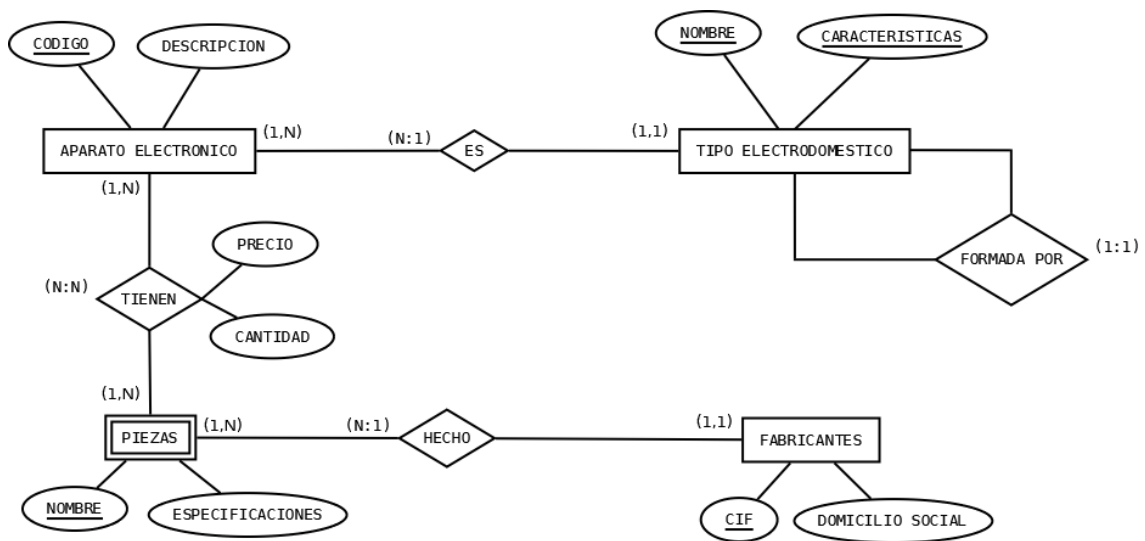 CODIGO
DESCRIPCION
NOMBRE
CARACTERISTICAS
APARATO ELECTRONICO
(1,N)
(N:1)
ES
(1,1)
TIPO ELECTRODOMESTICO
(1,N)
PRECIO
FORMADA POR
(1:1)
(N:N)
TIENEN
CANTIDAD
(1,N)
PIEZAS
(1,N)
(N:1)
HECHO
(1,1)
FABRICANTES
NOMBRE
ESPECIFICACIONES
CIF
DOMICILIO SOCIAL